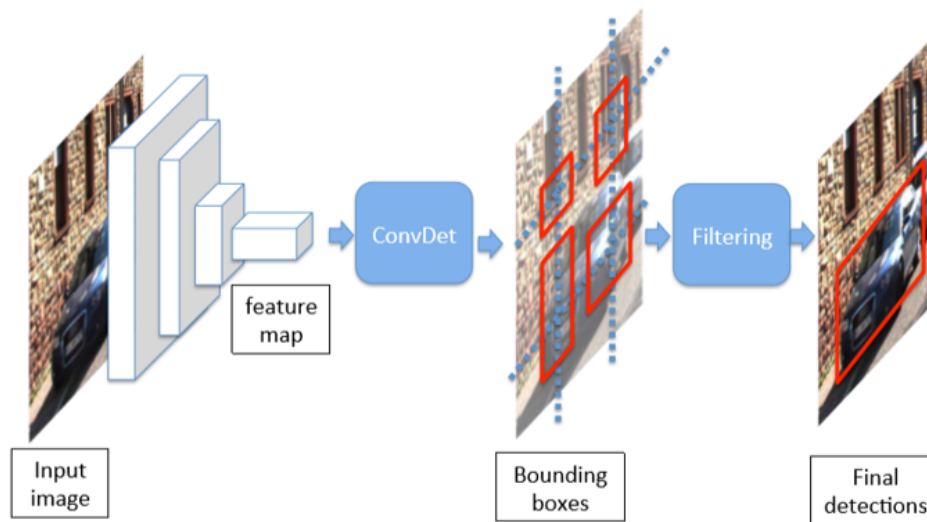 feature
map
ConvDet
Filtering
Input
image
Bounding
boxes
Final
detections